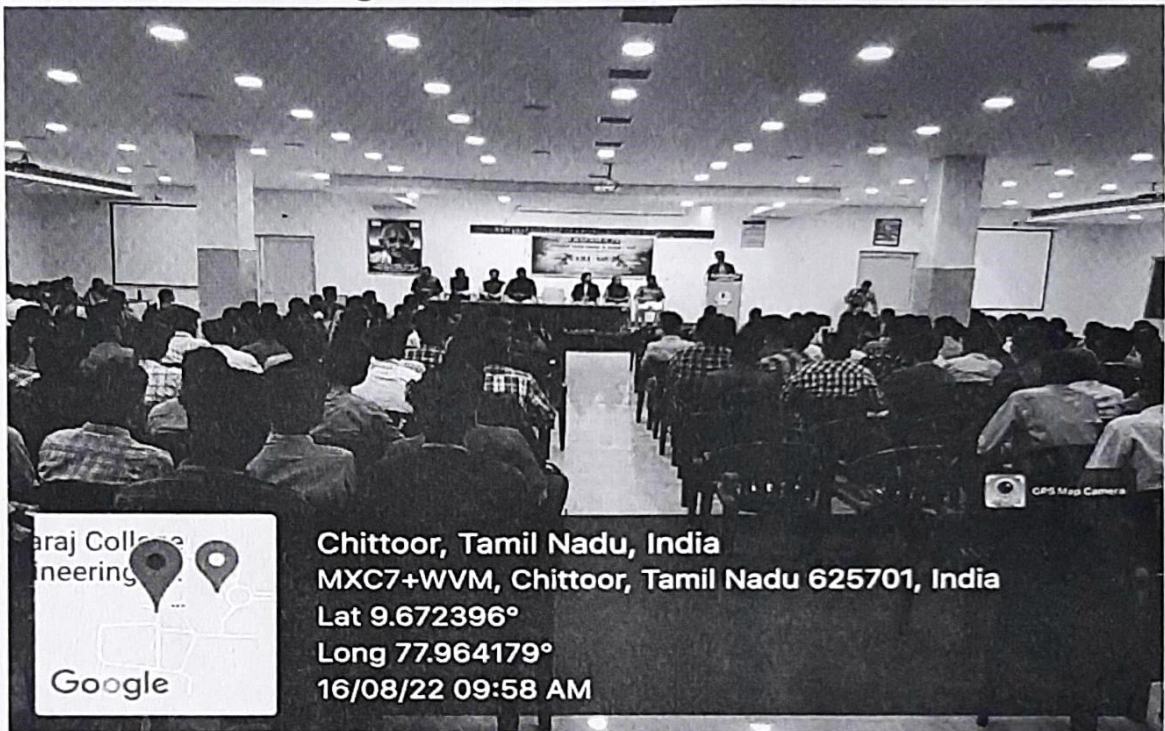 GPS Map Camera
araj College
ineering
Google
Chittoor, Tamil Nadu, India
MXC7+WVM, Chittoor, Tamil Nadu 625701, India
Lat 9.672396°
Long 77.964179°
16/08/22 09:58 AM